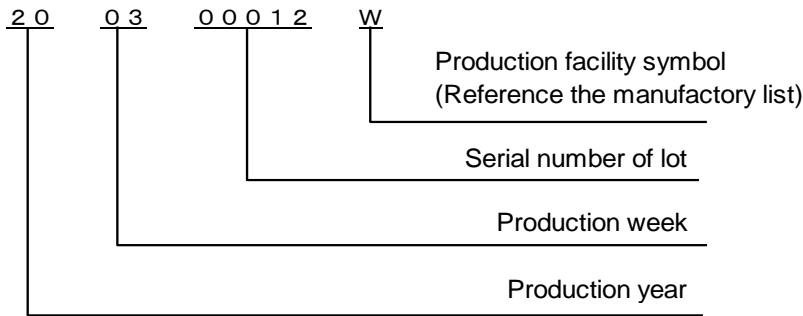 ２０ ０３ ０００１２ W
Production facility symbol
(Reference the manufactory list)
Serial number of lot
Production week
Production year